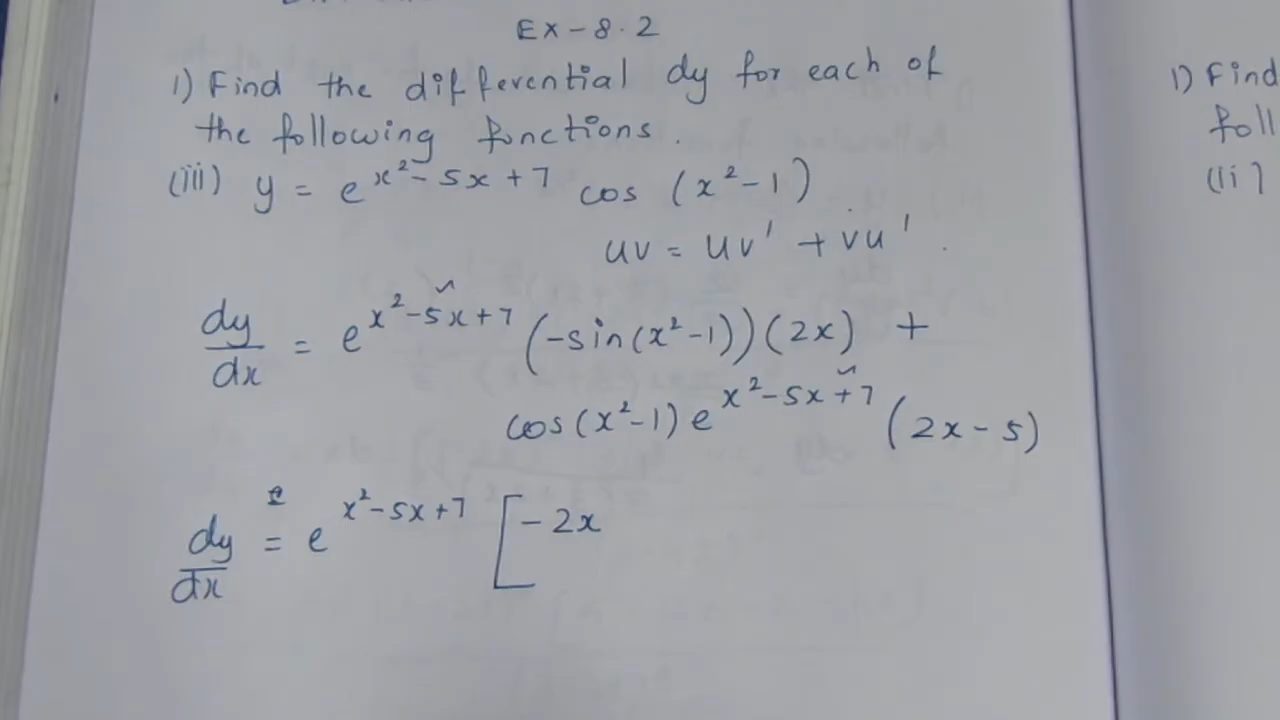 Ex - 8.2
1) Find the differential dy for each of
the following functions.
(iii) y = e^{x²-5x+7} cos (x²-1)
uv = uv' + vu'
dy/dx = e^{x²-5x+7} (-sin(x²-1))(2x) +
cos(x²-1) e^{x²-5x+7} (2x-5)
dy/dx = e^{x²-5x+7} [-2x
1) Find
foll
(ii)